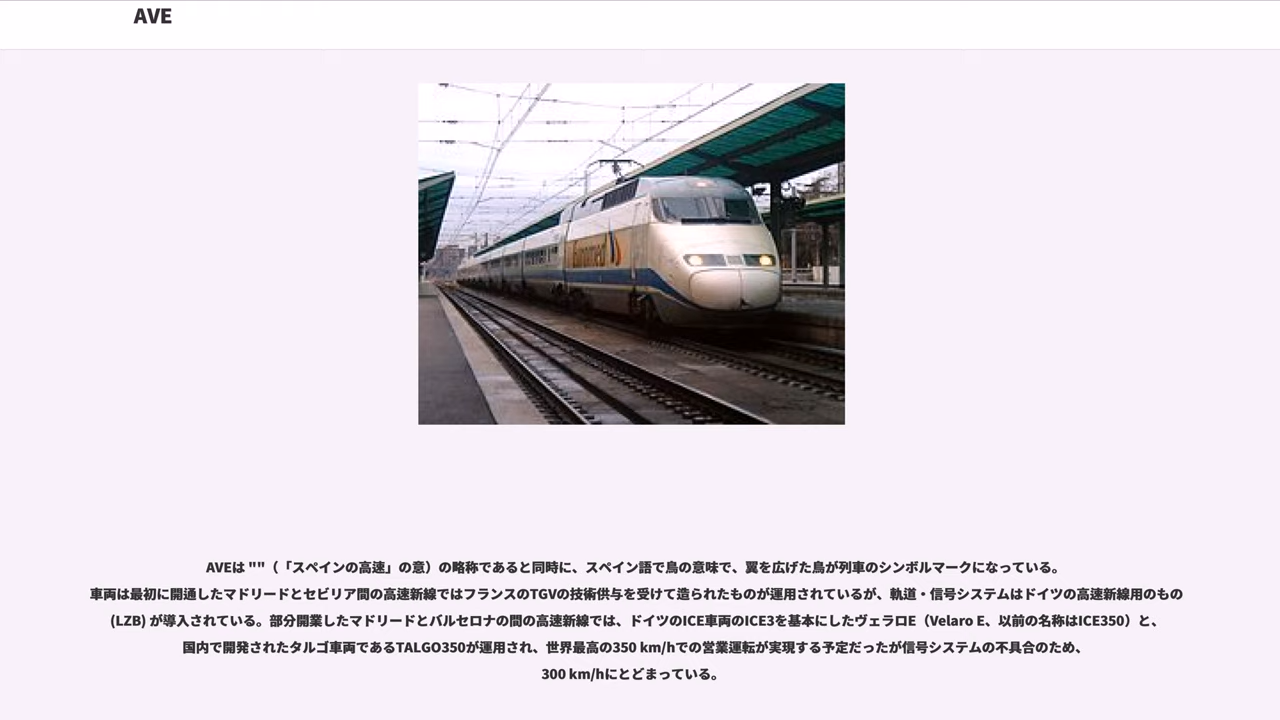 AVE
Euromed
AVEは ""（「スペインの高速」の意）の略称であると同時に、スペイン語で鳥の意味で、翼を広げた鳥が列車のシンボルマークになっている。
車両は最初に開通したマドリードとセビリア間の高速新線ではフランスのTGVの技術供与を受けて造られたものが運用されているが、軌道・信号システムはドイツの高速新線用のもの
(LZB) が導入されている。部分開業したマドリードとバルセロナの間の高速新線では、ドイツのICE車両のICE3を基本にしたヴェラロE（Velaro E、以前の名称はICE350）と、
国内で開発されたタルゴ車両であるTALGO350が運用され、世界最高の350 km/hでの営業運転が実現する予定だったが信号システムの不具合のため、
300 km/hにとどまっている。